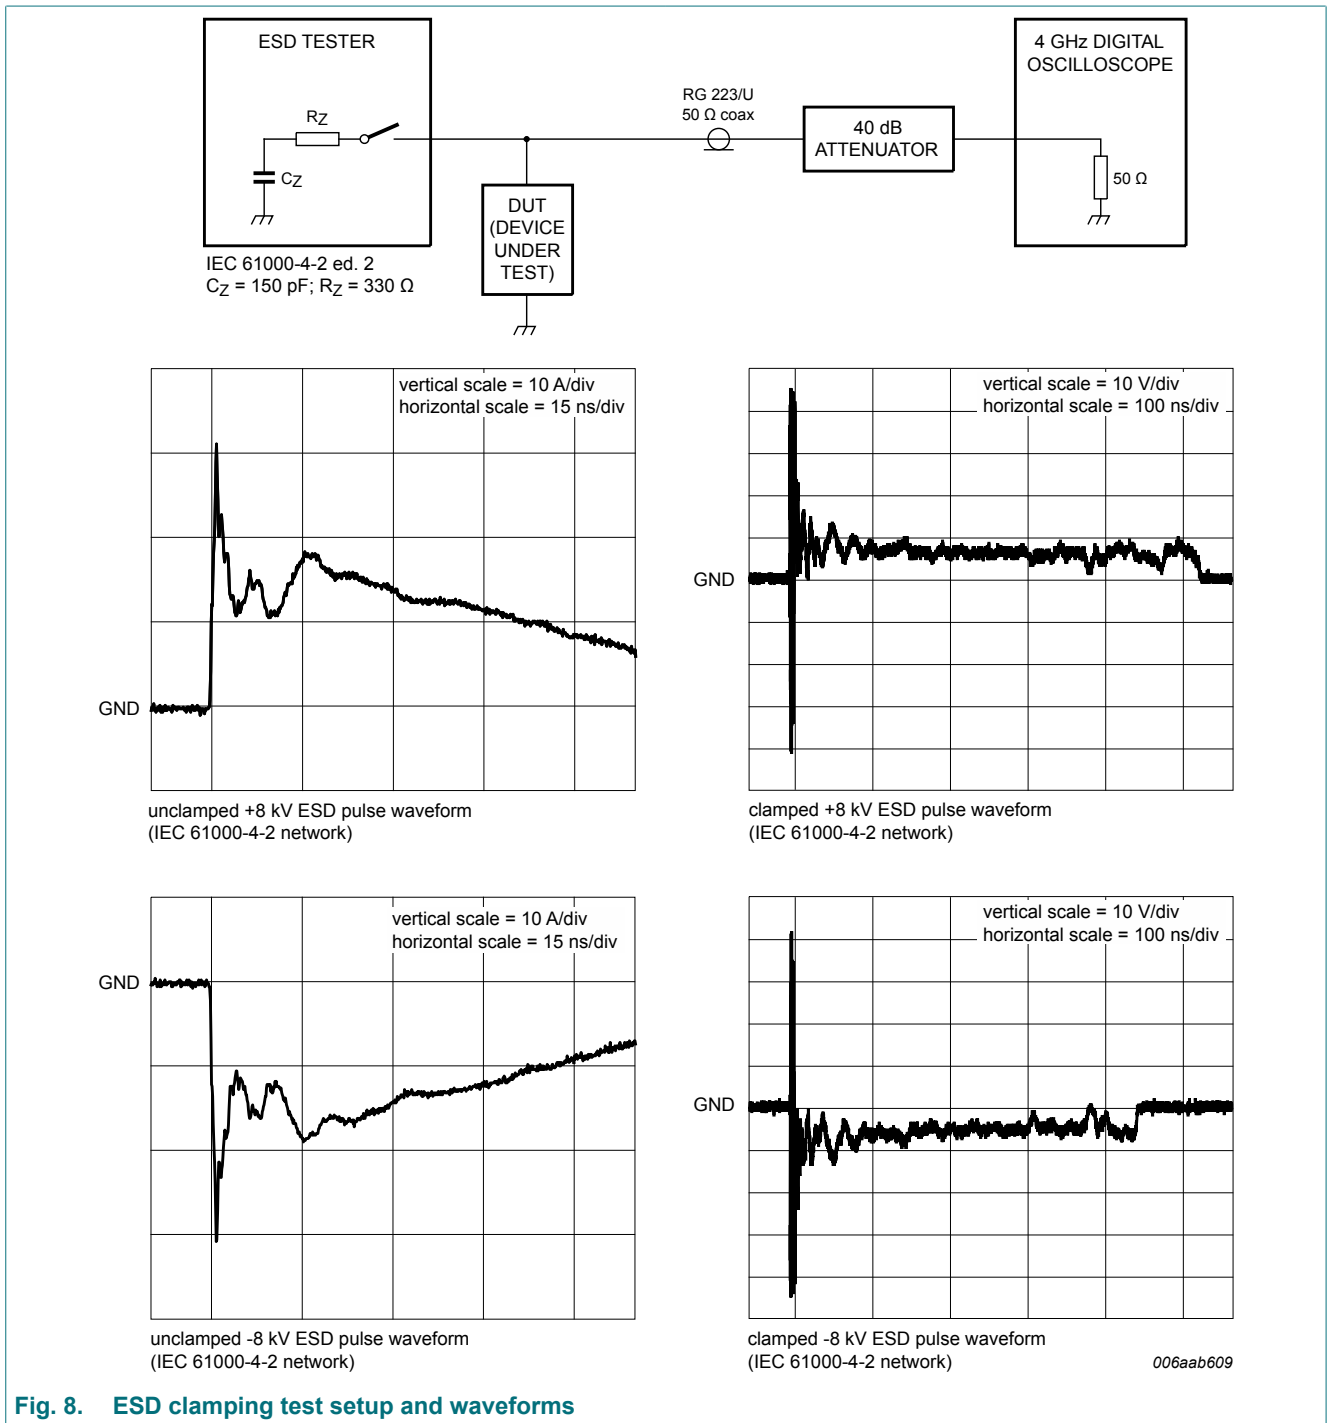 ESD TESTER
RZ
CZ
IEC 61000-4-2 ed. 2
CZ = 150 pF; RZ = 330 Ω
DUT
(DEVICE
UNDER
TEST)
RG 223/U
50 Ω coax
40 dB
ATTENUATOR
4 GHz DIGITAL
OSCILLOSCOPE
50 Ω
vertical scale = 10 A/div
horizontal scale = 15 ns/div
GND
unclamped +8 kV ESD pulse waveform
(IEC 61000-4-2 network)
vertical scale = 10 V/div
horizontal scale = 100 ns/div
GND
clamped +8 kV ESD pulse waveform
(IEC 61000-4-2 network)
vertical scale = 10 A/div
horizontal scale = 15 ns/div
GND
unclamped -8 kV ESD pulse waveform
(IEC 61000-4-2 network)
vertical scale = 10 V/div
horizontal scale = 100 ns/div
GND
clamped -8 kV ESD pulse waveform
(IEC 61000-4-2 network)
006aab609
Fig. 8. ESD clamping test setup and waveforms